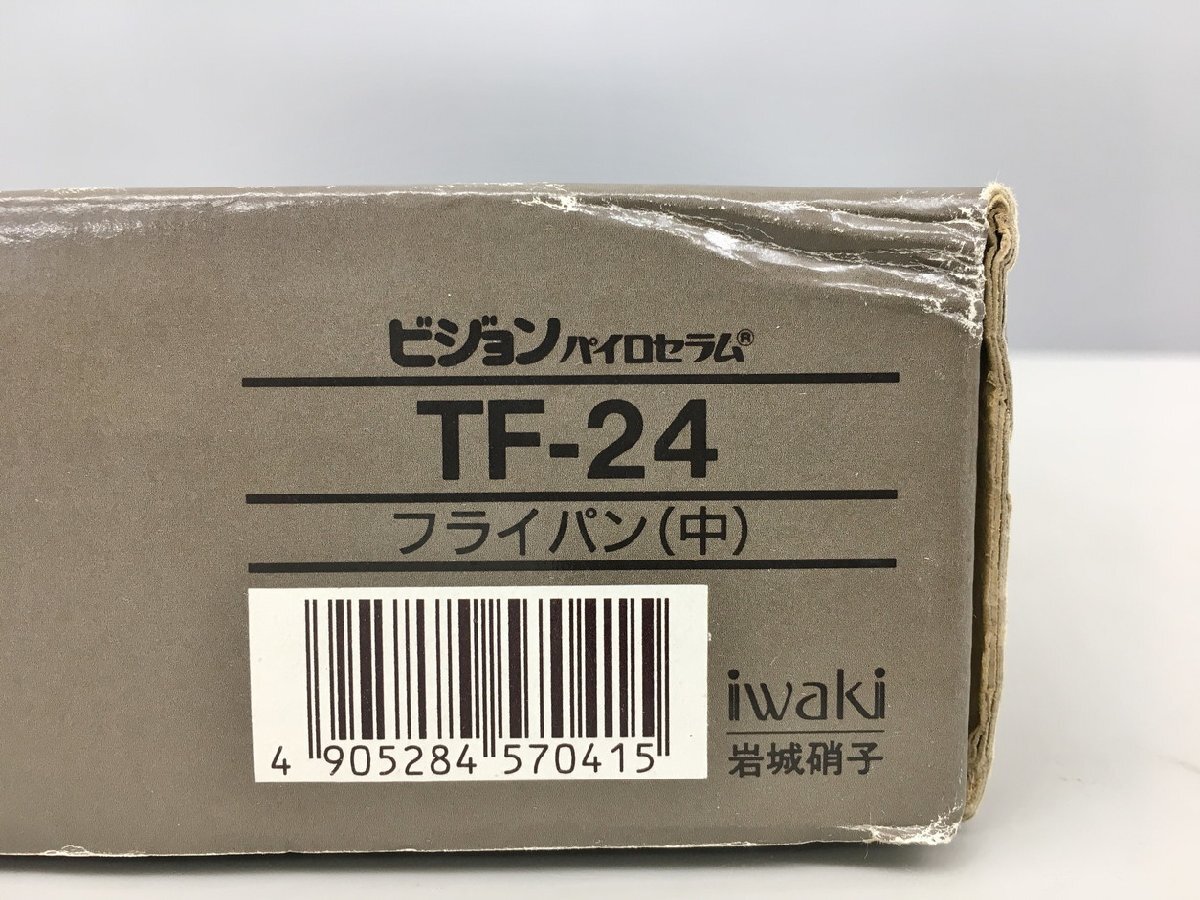 ビジョンパイロセラム®
TF-24
フライパン(中)
4 905284 570415
iwaki
岩城硝子